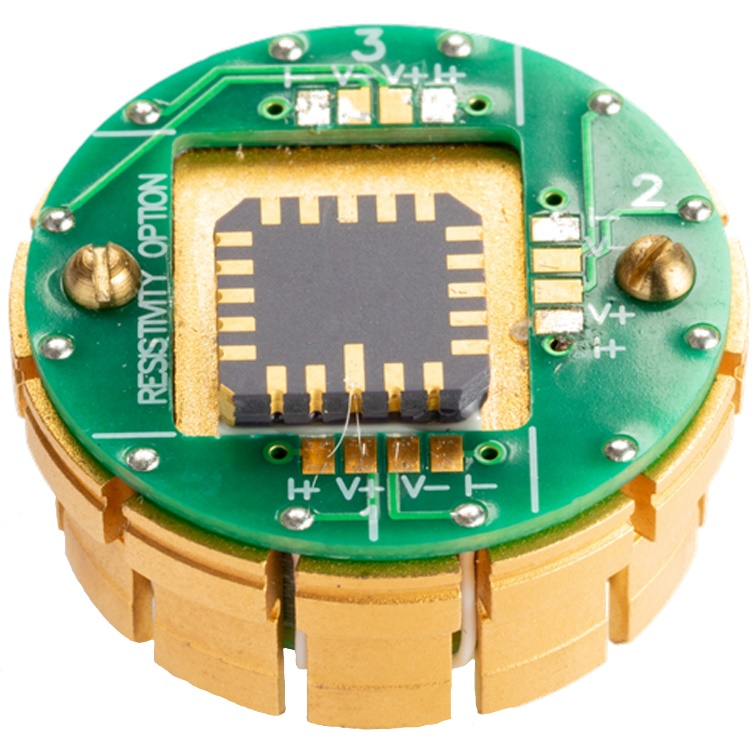 3
I- V- V+ I+
2
I-
V-
V+
I+
RESISTIVITY OPTION
I+ V+ V- I-
1